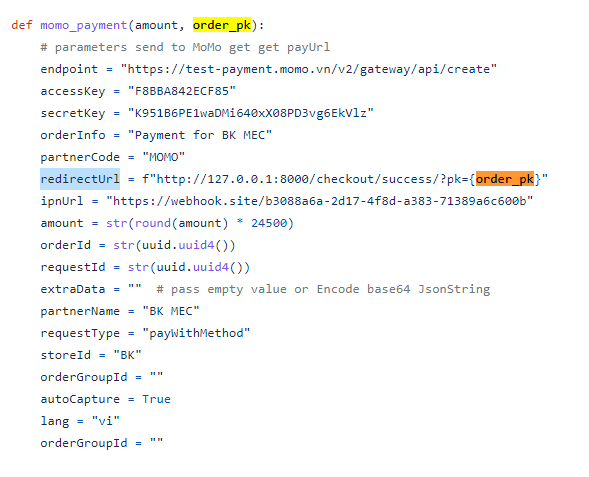 def momo_payment(amount, order_pk):
    # parameters send to MoMo get get payUrl
    endpoint = "https://test-payment.momo.vn/v2/gateway/api/create"
    accessKey = "F8BBA842ECF85"
    secretKey = "K951B6PE1waDMi640xX08PD3vg6EkVlz"
    orderInfo = "Payment for BK MEC"
    partnerCode = "MOMO"
    redirectUrl = f"http://127.0.0.1:8000/checkout/success/?pk={order_pk}"
    ipnUrl = "https://webhook.site/b3088a6a-2d17-4f8d-a383-71389a6c600b"
    amount = str(round(amount) * 24500)
    orderId = str(uuid.uuid4())
    requestId = str(uuid.uuid4())
    extraData = ""  # pass empty value or Encode base64 JsonString
    partnerName = "BK MEC"
    requestType = "payWithMethod"
    storeId = "BK"
    orderGroupId = ""
    autoCapture = True
    lang = "vi"
    orderGroupId = ""